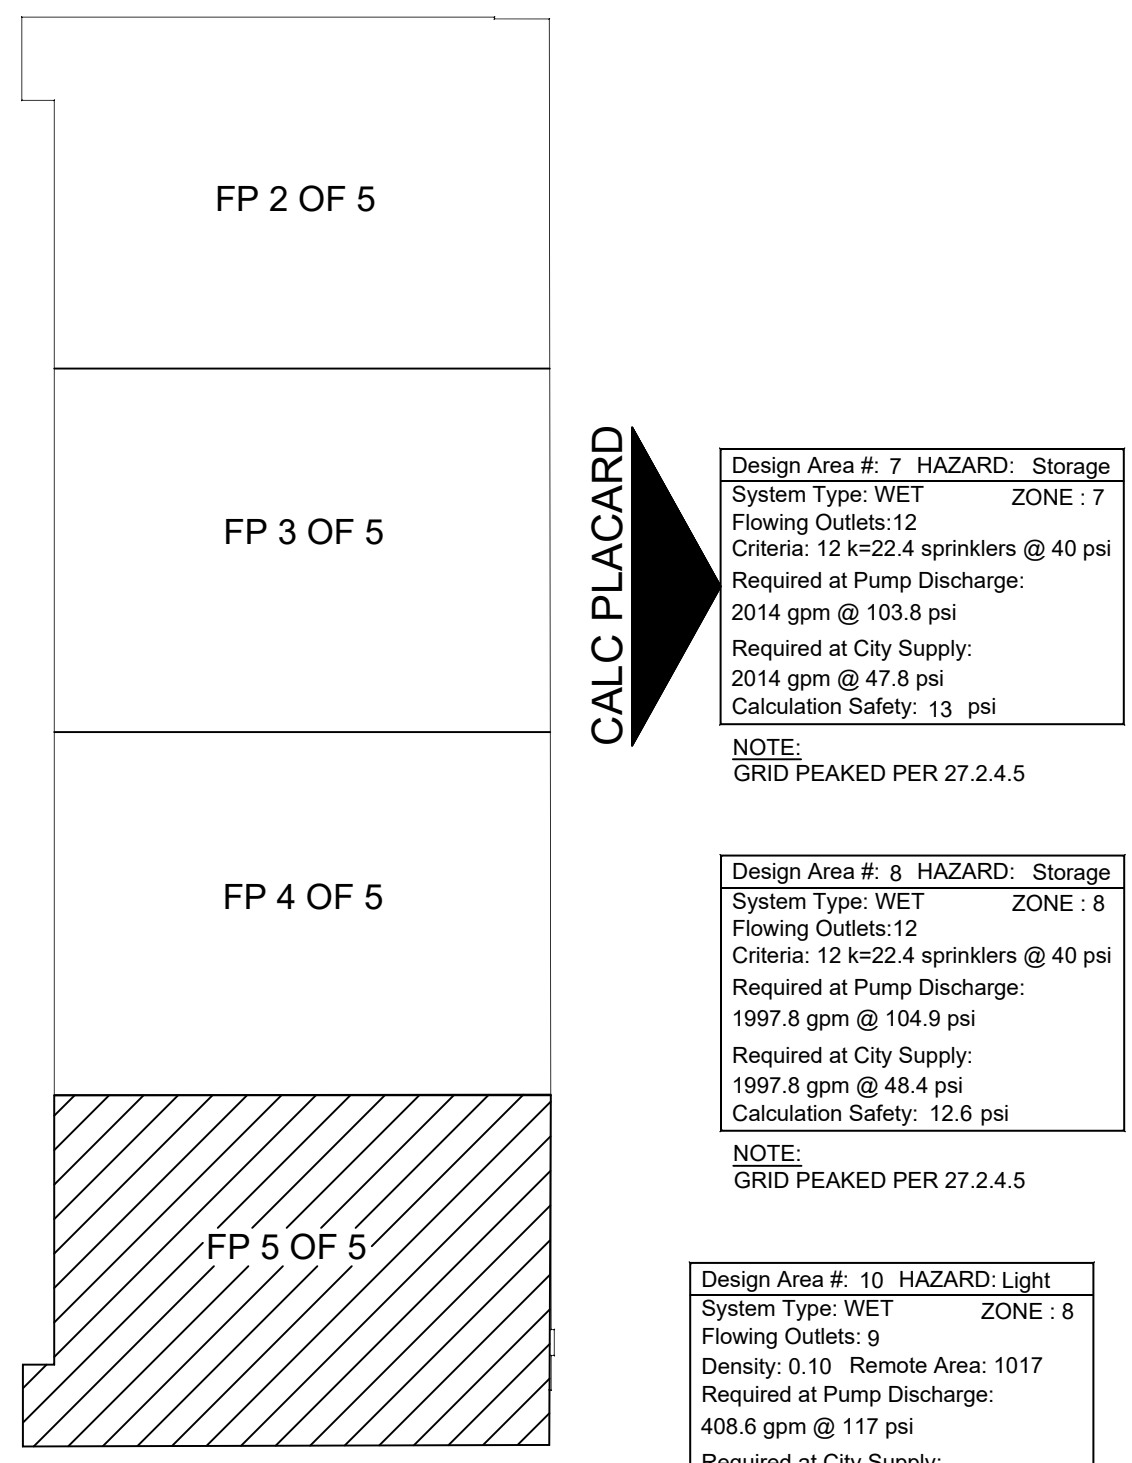 FP 2 OF 5
FP 3 OF 5
FP 4 OF 5
FP 5 OF 5
CALC PLACARD
Design Area #: 7 HAZARD: Storage
System Type: WET ZONE : 7
Flowing Outlets:12
Criteria: 12 k=22.4 sprinklers @ 40 psi
Required at Pump Discharge:
2014 gpm @ 103.8 psi
Required at City Supply:
2014 gpm @ 47.8 psi
Calculation Safety: 13 psi
NOTE:
GRID PEAKED PER 27.2.4.5
Design Area #: 8 HAZARD: Storage
System Type: WET ZONE : 8
Flowing Outlets:12
Criteria: 12 k=22.4 sprinklers @ 40 psi
Required at Pump Discharge:
1997.8 gpm @ 104.9 psi
Required at City Supply:
1997.8 gpm @ 48.4 psi
Calculation Safety: 12.6 psi
NOTE:
GRID PEAKED PER 27.2.4.5
Design Area #: 10 HAZARD: Light
System Type: WET ZONE : 8
Flowing Outlets: 9
Density: 0.10 Remote Area: 1017
Required at Pump Discharge:
408.6 gpm @ 117 psi
Required at City Supply: